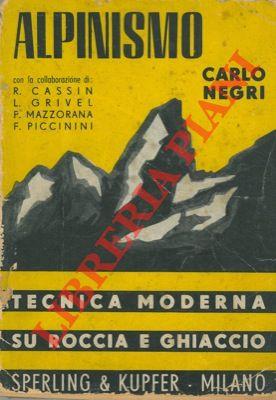 ALPINISMO
con la collaborazione di:
R. CASSIN
L. GRIVEL
P. MAZZORANA
F. PICCININI
CARLO
NEGRI
LIBRERIA PIANI
TECNICA MODERNA
SU ROCCIA E GHIACCIO
SPERLING & KUPFER - MILANO